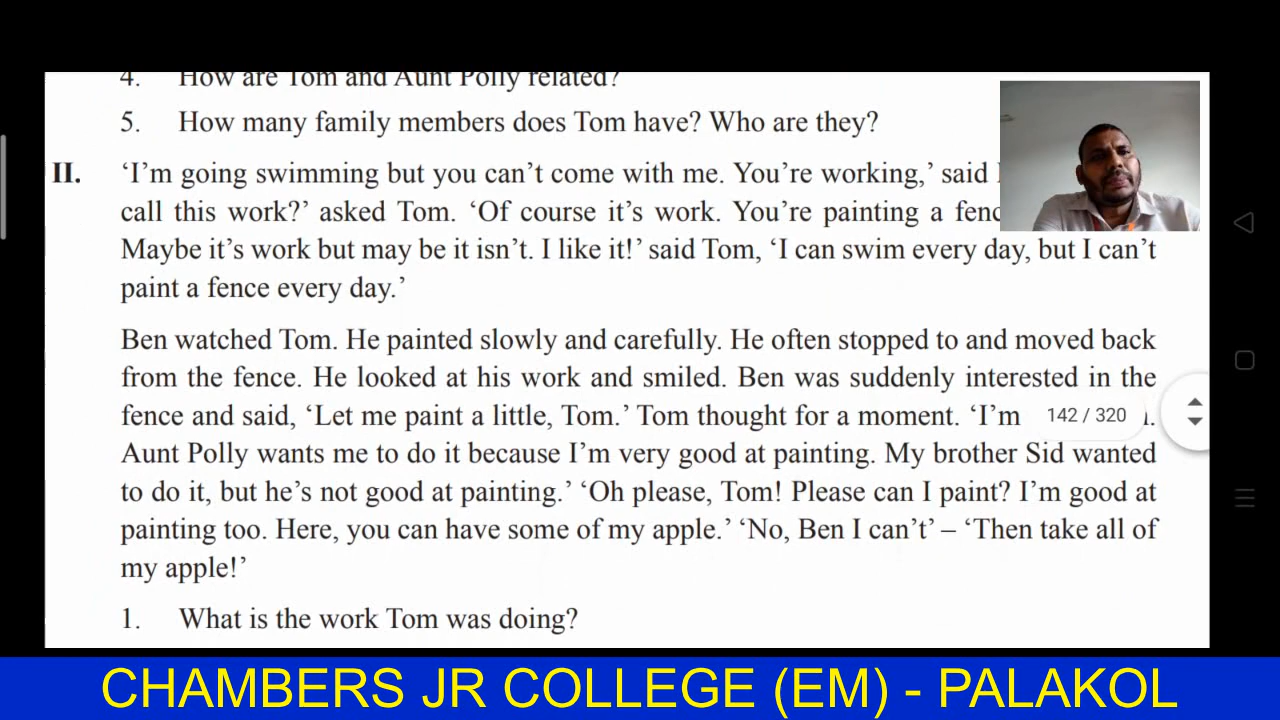 4. How are Tom and Aunt Polly related?
5. How many family members does Tom have? Who are they?
II. ‘I’m going swimming but you can’t come with me. You’re working,’ said
call this work?’ asked Tom. ‘Of course it’s work. You’re painting a
Maybe it’s work but may be it isn’t. I like it!’ said Tom, ‘I can swim every day, but I can’t
paint a fence every day.’
Ben watched Tom. He painted slowly and carefully. He often stopped to and moved back
from the fence. He looked at his work and smiled. Ben was suddenly interested in the
fence and said, ‘Let me paint a little, Tom.’ Tom thought for a moment. ‘I’m
142 / 320
Aunt Polly wants me to do it because I’m very good at painting. My brother Sid wanted
to do it, but he’s not good at painting.’ ‘Oh please, Tom! Please can I paint? I’m good at
painting too. Here, you can have some of my apple.’ ‘No, Ben I can’t’ – ‘Then take all of
my apple!’
1. What is the work Tom was doing?
CHAMBERS JR COLLEGE (EM) - PALAKOL